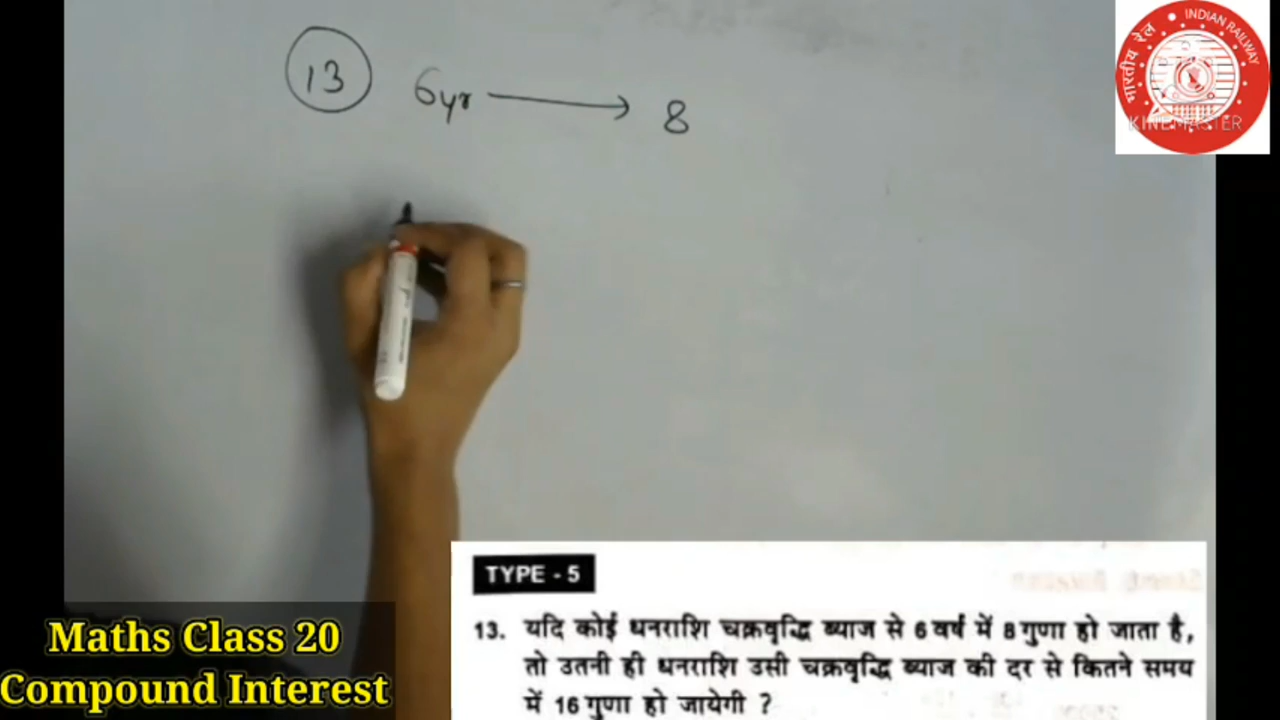 भारतीय रेल INDIAN RAILWAY
KINEMASTER
13 6yr → 8
TYPE - 5
13. यदि कोई धनराशि चक्रवृद्धि ब्याज से 6 वर्ष में 8 गुणा हो जाता है,
तो उतनी ही धनराशि उसी चक्रवृद्धि ब्याज की दर से कितने समय
में 16 गुणा हो जायेगी ?
Maths Class 20
Compound Interest